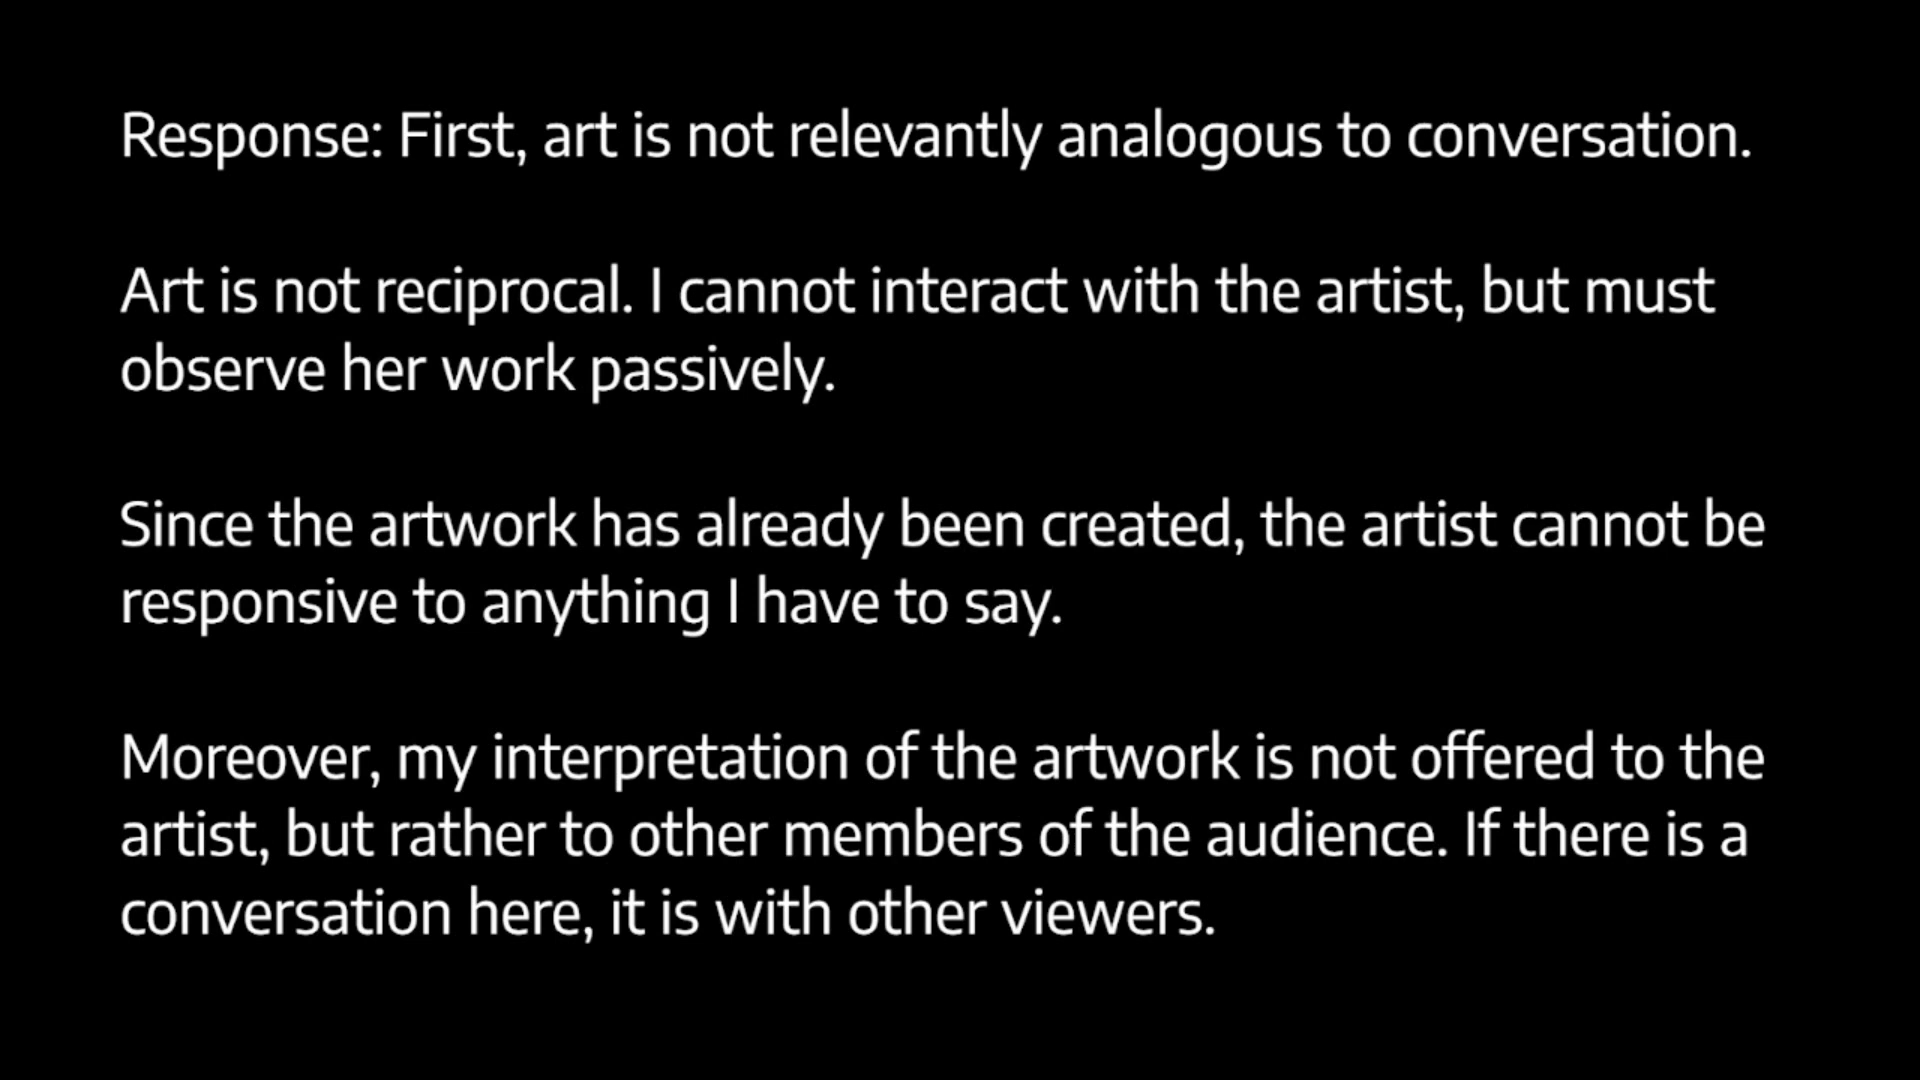 Response: First, art is not relevantly analogous to conversation.
Art is not reciprocal. I cannot interact with the artist, but must
observe her work passively.
Since the artwork has already been created, the artist cannot be
responsive to anything I have to say.
Moreover, my interpretation of the artwork is not offered to the
artist, but rather to other members of the audience. If there is a
conversation here, it is with other viewers.